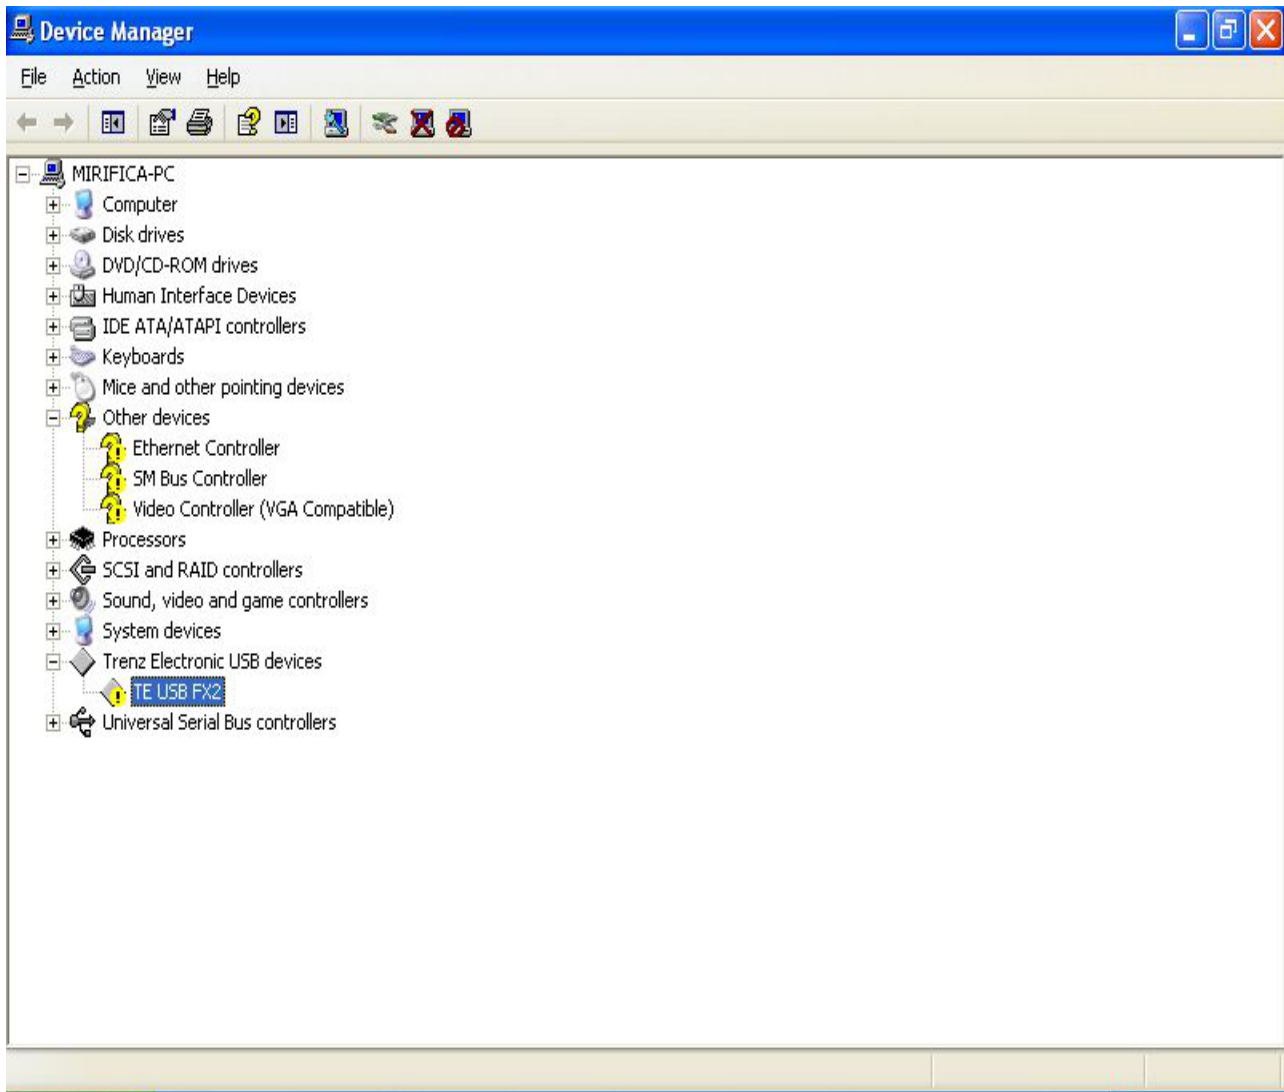 Device Manager
File Action View Help
MIRIFICA-PC
Computer
Disk drives
DVD/CD-ROM drives
Human Interface Devices
IDE ATA/ATAPI controllers
Keyboards
Mice and other pointing devices
Other devices
Ethernet Controller
SM Bus Controller
Video Controller (VGA Compatible)
Processors
SCSI and RAID controllers
Sound, video and game controllers
System devices
Trenz Electronic USB devices
TE USB FX2
Universal Serial Bus controllers